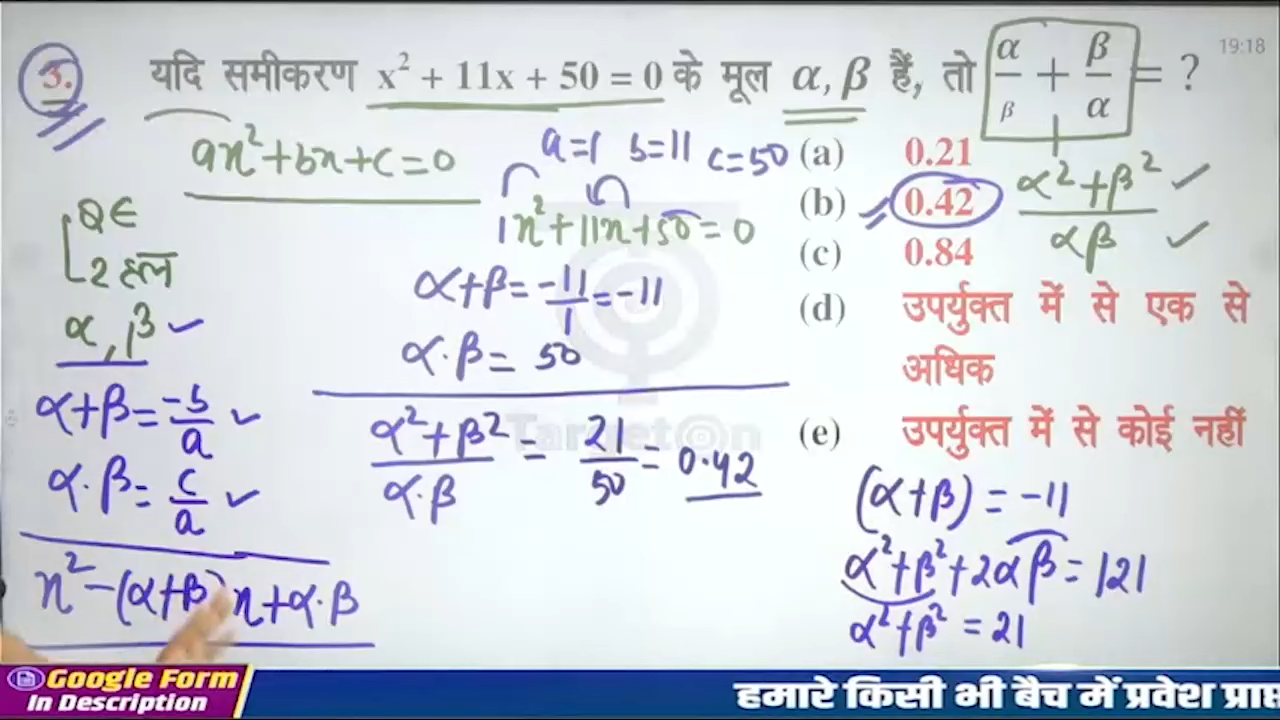 3. यदि समीकरण x² + 11x + 50 = 0 के मूल α, β हैं, तो α/β + β/α = ?
19:18
(a) 0.21
(b) 0.42
(c) 0.84
(d) उपर्युक्त में से एक से अधिक
(e) उपर्युक्त में से कोई नहीं
ax²+bx+c=0
a=1 b=11 c=50
1x²+11x+50=0
α²+β²/αβ
QE
2 हल
α, β
α+β=-b/a
α.β=c/a
x²-(α+β)x+α.β
α+β=-11/1=-11
α.β=50
α²+β²/α.β = 21/50 = 0.42
(α+β)=-11
α²+β²+2αβ=121
α²+β²=21
Target@n
Google Form
In Description
हमारे किसी भी बैच में प्रवेश प्राप्त